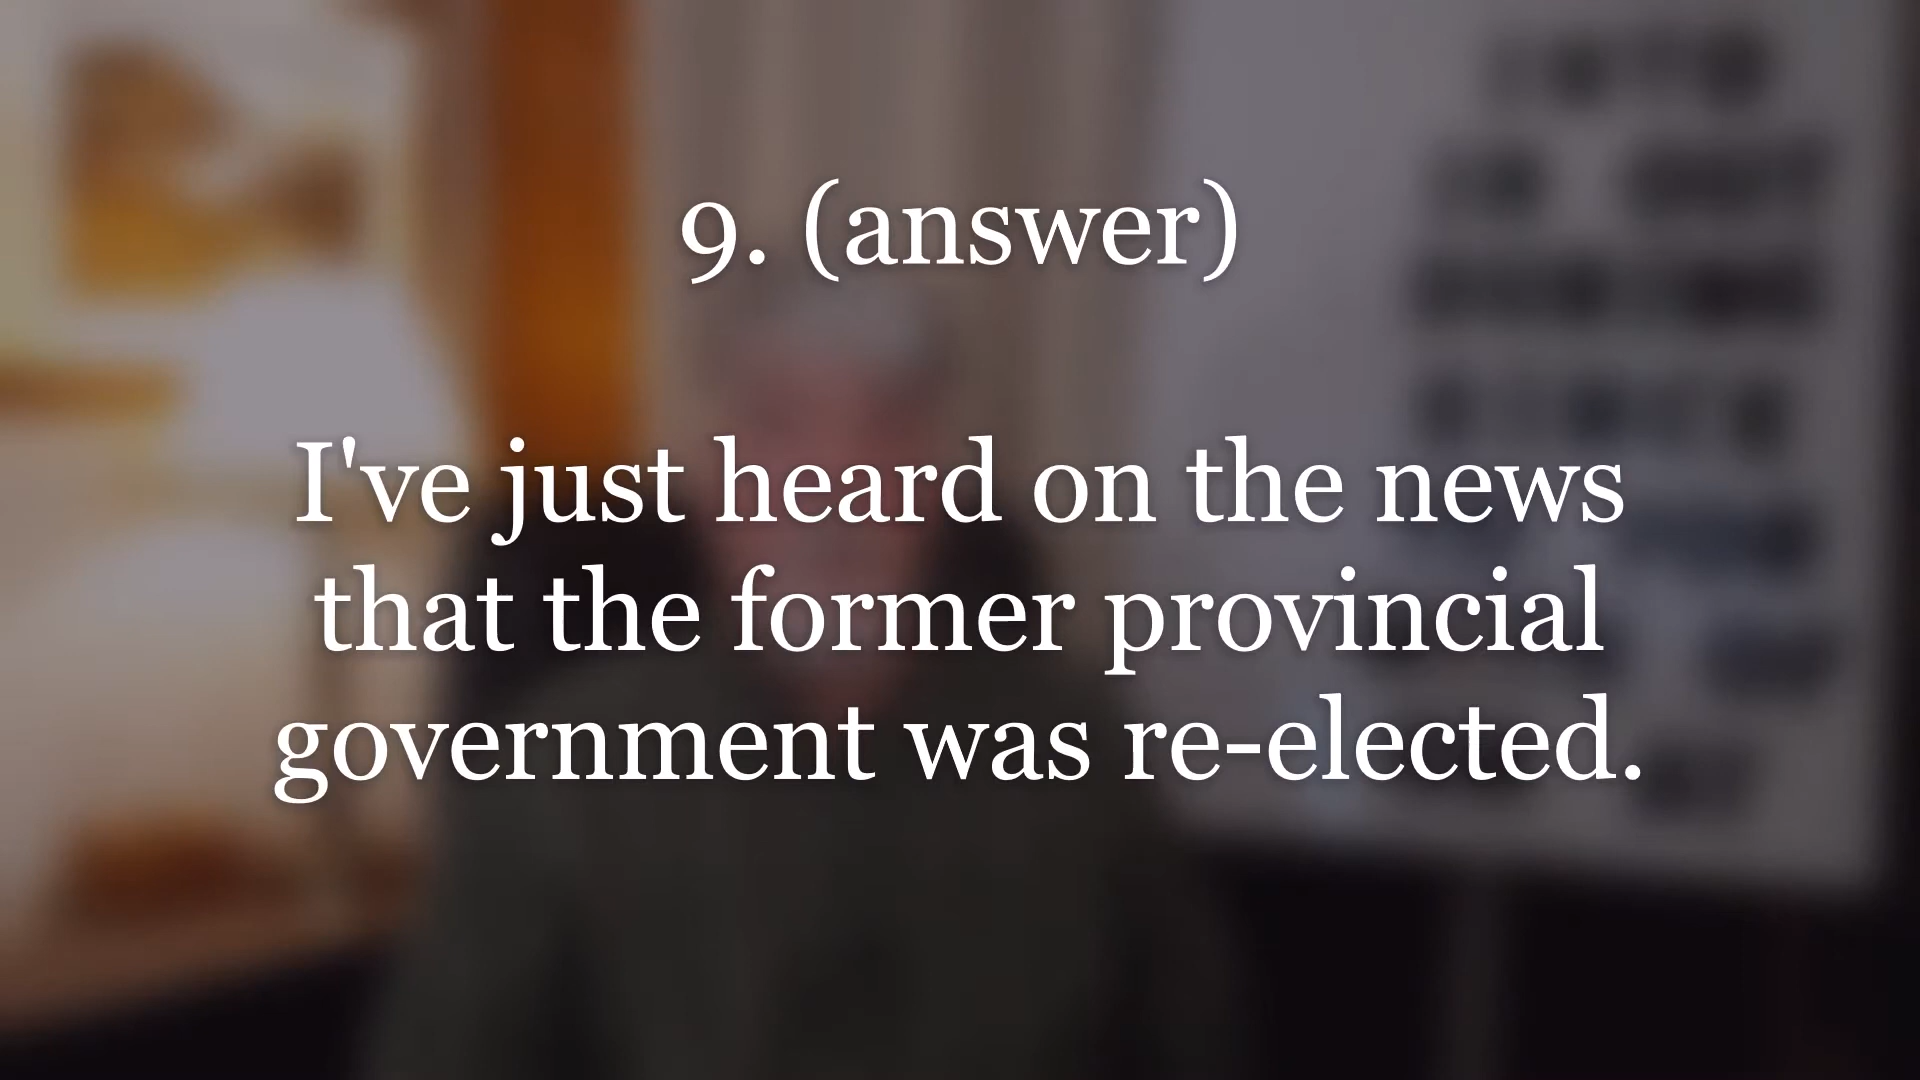 9. (answer)
I've just heard on the news
that the former provincial
government was re-elected.